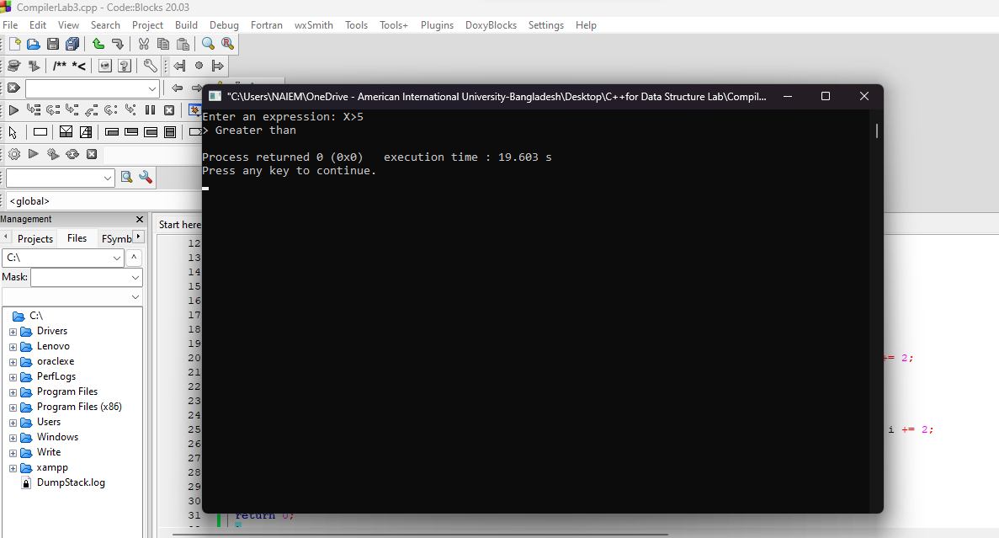 CompilerLab3.cpp - Code::Blocks 20.03
File Edit View Search Project Build Debug Fortran wxSmith Tools Tools+ Plugins DoxyBlocks Settings Help
/** *<
"C:\Users\NAIEM\OneDrive - American International University-Bangladesh\Desktop\C++for Data Structure Lab\Compil...
Enter an expression: X>5
> Greater than
Process returned 0 (0x0) execution time : 19.603 s
Press any key to continue.
<global>
Management
Start here
Projects Files FSymb
C:\
Mask:
C:\
Drivers
Lenovo
oraclexe
PerfLogs
Program Files
Program Files (x86)
Users
Windows
Write
xampp
DumpStack.log
12
13
14
15
16
17
18
19
20 += 2;
21
22
23
24
25 i += 2;
26
27
28
29
30
31 return 0;